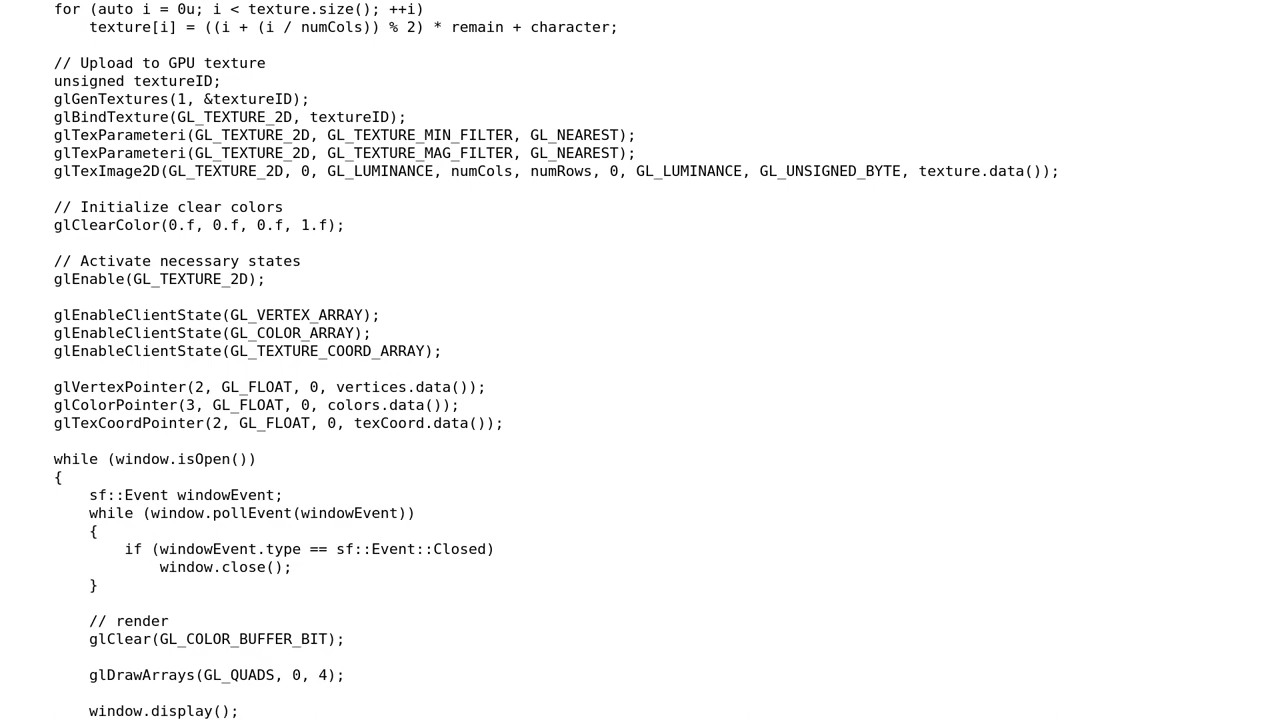 for (auto i = 0u; i < texture.size(); ++i)
    texture[i] = ((i + (i / numCols)) % 2) * remain + character;

// Upload to GPU texture
unsigned textureID;
glGenTextures(1, &textureID);
glBindTexture(GL_TEXTURE_2D, textureID);
glTexParameteri(GL_TEXTURE_2D, GL_TEXTURE_MIN_FILTER, GL_NEAREST);
glTexParameteri(GL_TEXTURE_2D, GL_TEXTURE_MAG_FILTER, GL_NEAREST);
glTexImage2D(GL_TEXTURE_2D, 0, GL_LUMINANCE, numCols, numRows, 0, GL_LUMINANCE, GL_UNSIGNED_BYTE, texture.data());

// Initialize clear colors
glClearColor(0.f, 0.f, 0.f, 1.f);

// Activate necessary states
glEnable(GL_TEXTURE_2D);

glEnableClientState(GL_VERTEX_ARRAY);
glEnableClientState(GL_COLOR_ARRAY);
glEnableClientState(GL_TEXTURE_COORD_ARRAY);

glVertexPointer(2, GL_FLOAT, 0, vertices.data());
glColorPointer(3, GL_FLOAT, 0, colors.data());
glTexCoordPointer(2, GL_FLOAT, 0, texCoord.data());

while (window.isOpen())
{
    sf::Event windowEvent;
    while (window.pollEvent(windowEvent))
    {
        if (windowEvent.type == sf::Event::Closed)
            window.close();
    }

    // render
    glClear(GL_COLOR_BUFFER_BIT);

    glDrawArrays(GL_QUADS, 0, 4);

    window.display();